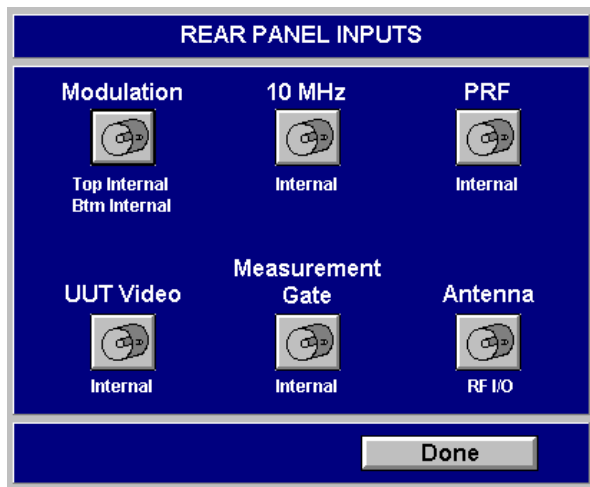 REAR PANEL INPUTS
Modulation
10 MHz
PRF
Top Internal
Btm Internal
Internal
Internal
UUT Video
Measurement
Gate
Antenna
Internal
Internal
RF I/O
Done